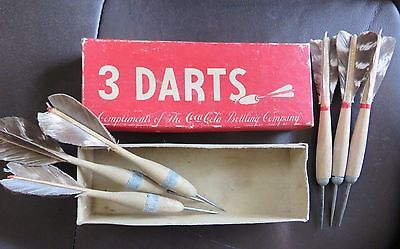 3 DARTS
Compliments of The Coca-Cola Bottling Company